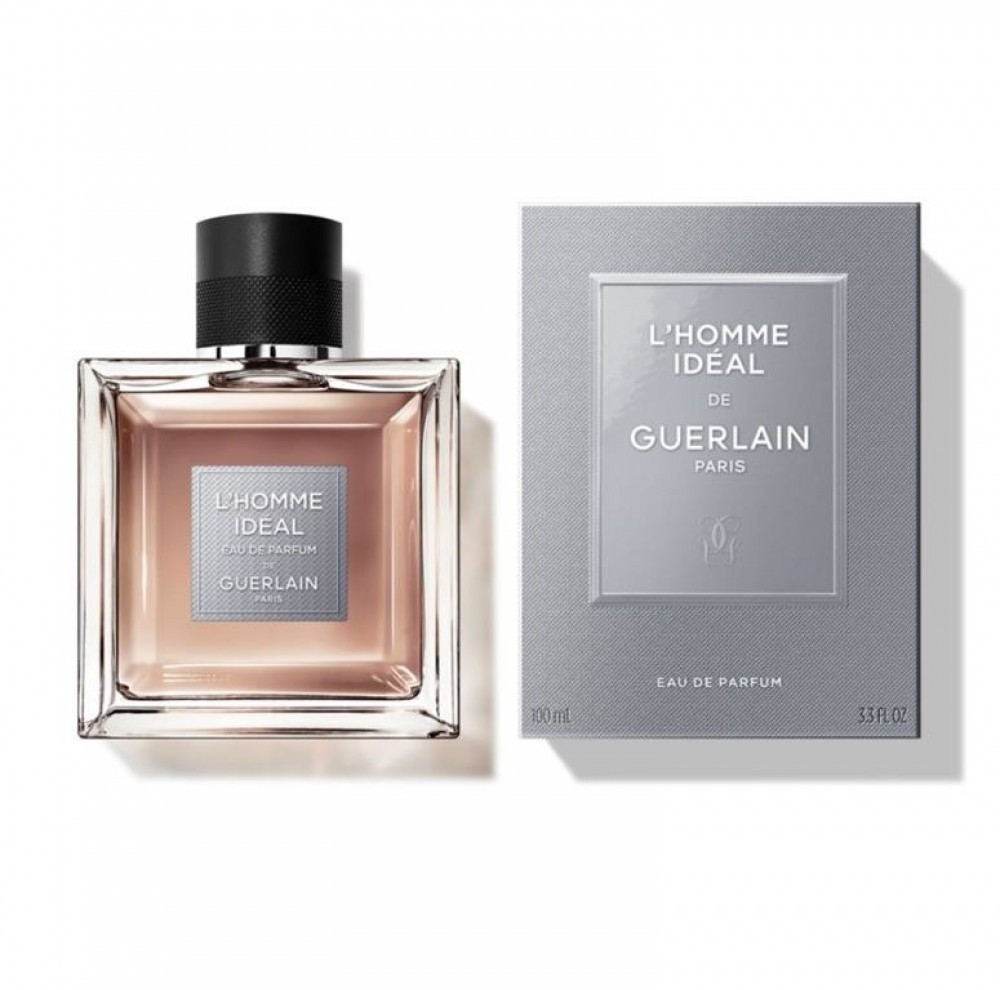 L'HOMME
IDÉAL
EAU DE PARFUM
DE
GUERLAIN
PARIS
L'HOMME
IDÉAL
DE
GUERLAIN
PARIS
EAU DE PARFUM
100 mL
3.3 FL OZ